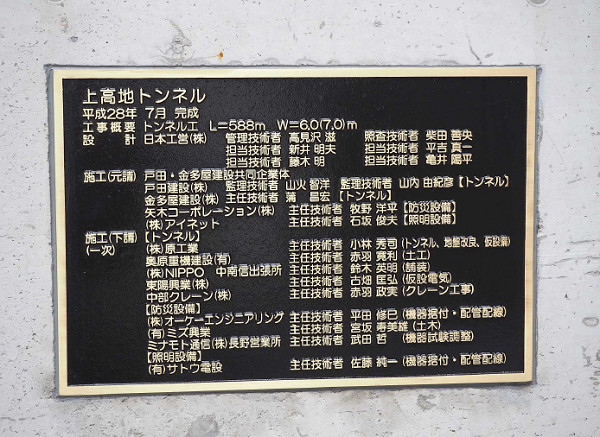 上高地トンネル
平成28年 7月 完成
工事概要 トンネル工 L=588m W=6.0(7.0)m
設 計 日本工営(株) 管理技術者 高見沢 滋 照査技術者 柴田 善央
担当技術者 新井 明夫 担当技術者 平吉 真一
担当技術者 藤木 明 担当技術者 亀井 陽平
施工(元請) 戸田・金多屋建設共同企業体
戸田建設(株) 監理技術者 山火 智洋 監理技術者 山内 由紀彦【トンネル】
金多屋建設(株) 主任技術者 蒲 昌宏【トンネル】
矢木コーポレーション(株) 主任技術者 牧野 洋平【防災設備】
(株)アイネット 主任技術者 石坂 俊夫【照明設備】
施工(下請)【トンネル】
(一次) (株)原工業 主任技術者 小林 秀司(トンネル、地盤改良、仮設備)
奥原重機建設(有) 主任技術者 赤羽 寛利(土工)
(株)NIPPO 中南信出張所 主任技術者 鈴木 英明(舗装)
東陽興業(株) 主任技術者 古畑 匡弘(仮設電気)
中部クレーン(株) 主任技術者 赤羽 政実(クレーン工事)
【防災設備】
(株)オーケーエンジニアリング 主任技術者 平田 修巳(機器据付・配管配線)
(有)ミズ興業 主任技術者 宮坂 寿美雄(土木)
ミナモト通信(株)長野営業所 主任技術者 武田 哲 (機器試験調整)
【照明設備】
(有)サトウ電設 主任技術者 佐藤 純一(機器据付・配管配線)